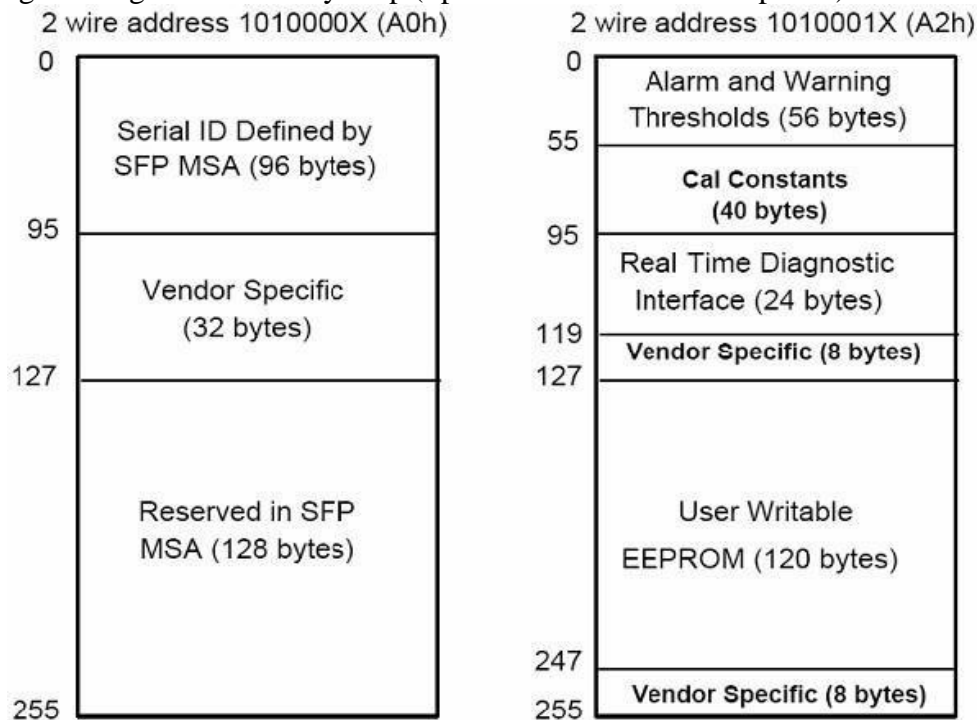 2 wire address 1010000X (A0h)
0
Serial ID Defined by
SFP MSA (96 bytes)
95
Vendor Specific
(32 bytes)
127
Reserved in SFP
MSA (128 bytes)
255
2 wire address 1010001X (A2h)
0
Alarm and Warning
Thresholds (56 bytes)
55
Cal Constants
(40 bytes)
95
Real Time Diagnostic
Interface (24 bytes)
119
Vendor Specific (8 bytes)
127
User Writable
EEPROM (120 bytes)
247
Vendor Specific (8 bytes)
255